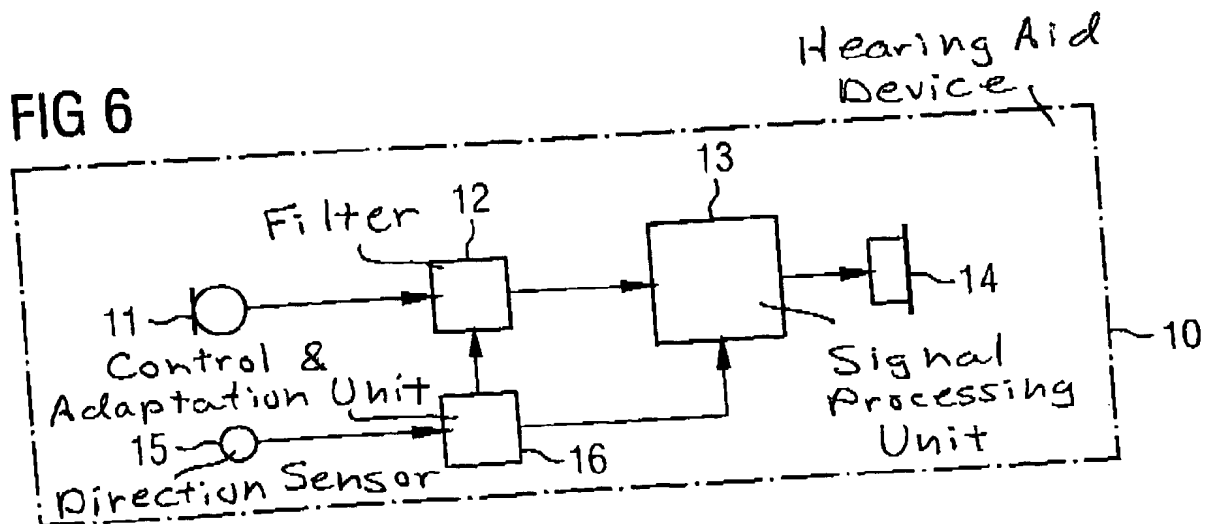 Hearing Aid
Device
FIG 6
13
Filter
12
14
11
10
Control &
Adaptation Unit
Signal
Processing
Unit
15
16
Direction Sensor